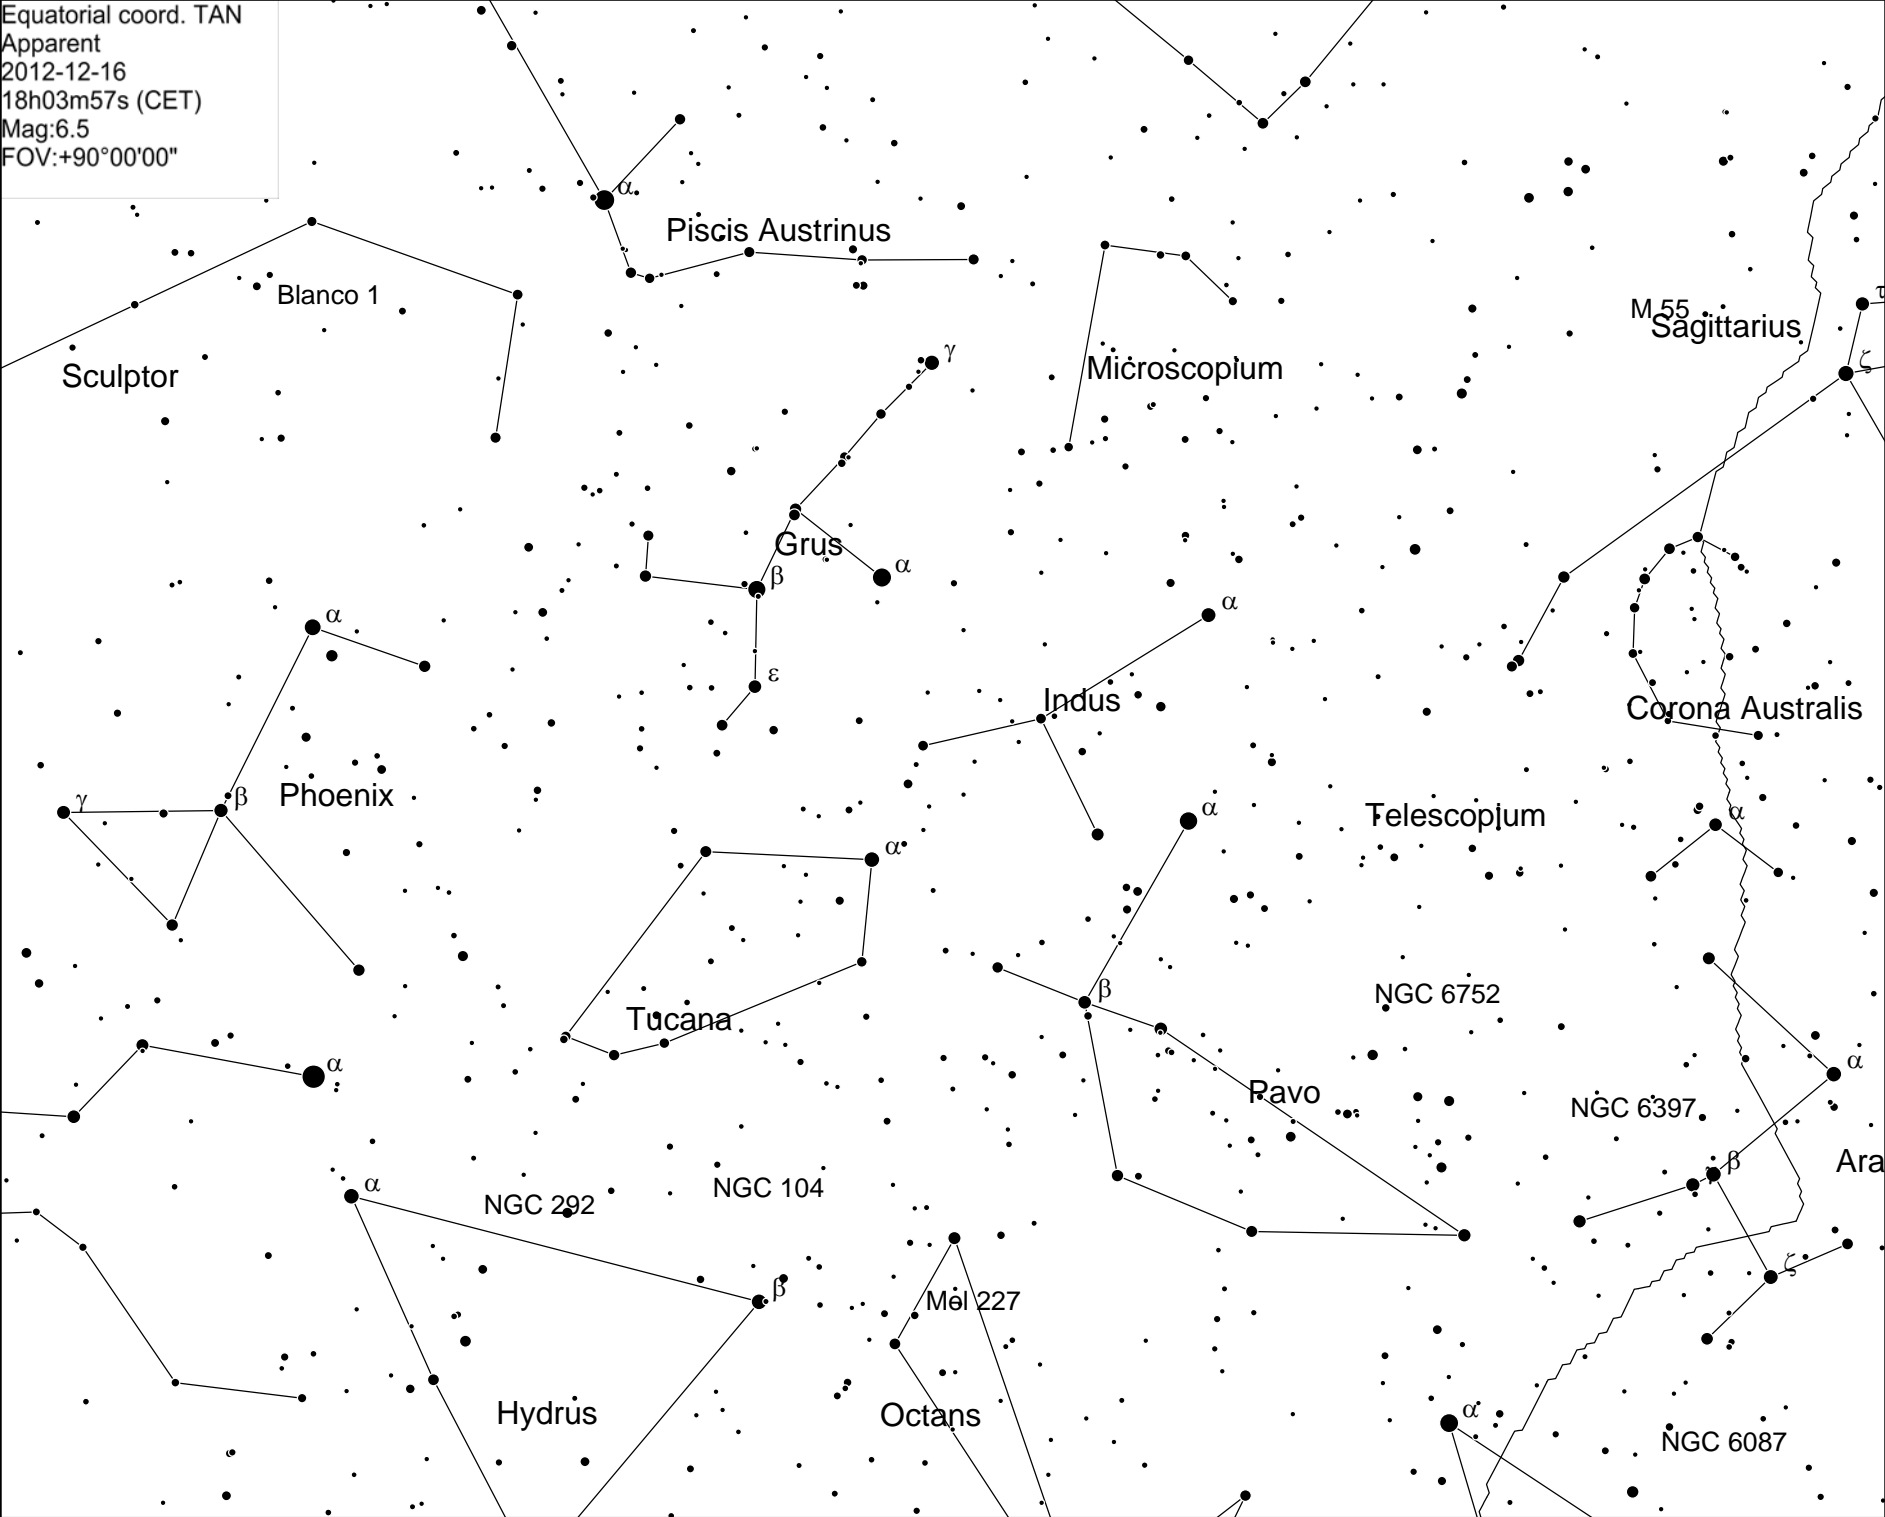 Equatorial coord. TAN
Apparent
2012-12-16
18h03m57s (CET)
Mag:6.5
FOV:+90°00'00"
α
Piscis Austrinus
Blanco 1
τ
M 55
Sagittarius
γ
ζ
Sculptor
Microscopium
Grus
α
β
α
α
ε
Indus
Corona Australis
Phoenix
γ
β
α
Telescopium
α
α
β
NGC 6752
Tucana
α
α
Pavo
NGC 6397
β
Ara
α
NGC 292
NGC 104
ζ
β
Mel 227
Hydrus
Octans
α
NGC 6087